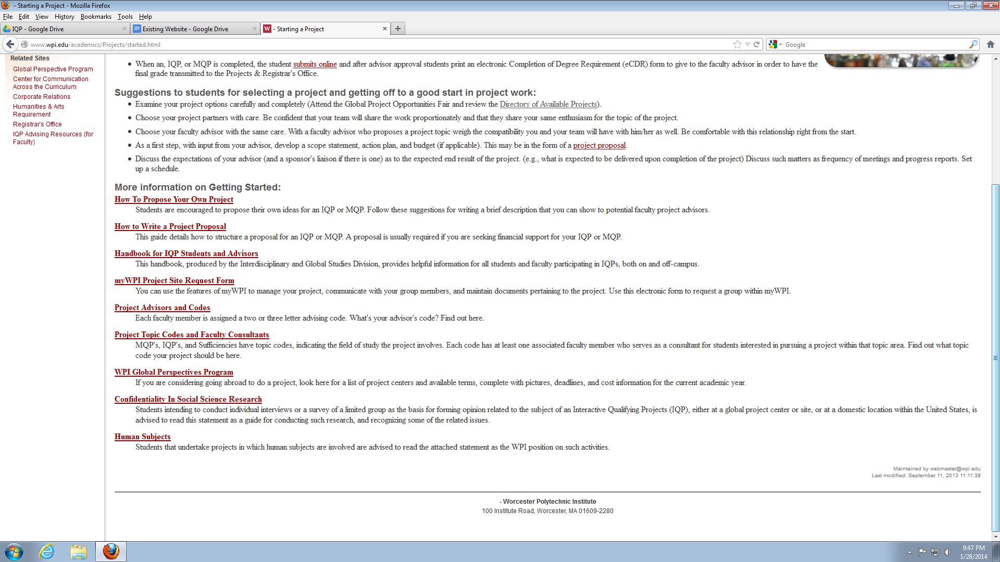 - Starting a Project - Mozilla Firefox
File Edit View History Bookmarks Tools Help
IQP - Google Drive
Existing Website - Google Drive
W - Starting a Project
www.wpi.edu/academics/Projects/started.html
Google
Related Sites
Global Perspective Program
Center for Communication
Across the Curriculum
Corporate Relations
Humanities & Arts
Requirement
Registrar's Office
IQP Advising Resources (for
Faculty)
When an, IQP, or MQP is completed, the student submits online and after advisor approval students print an electronic Completion of Degree Requirement (eCDR) form to give to the faculty advisor in order to have the
final grade transmitted to the Projects & Registrar's Office.
Suggestions to students for selecting a project and getting off to a good start in project work:
Examine your project options carefully and completely (Attend the Global Project Opportunities Fair and review the Directory of Available Projects).
Choose your project partners with care. Be confident that your team will share the work proportionately and that they share your same enthusiasm for the topic of the project.
Choose your faculty advisor with the same care. With a faculty advisor who proposes a project topic weigh the compatibility you and your team will have with him/her as well. Be comfortable with this relationship right from the start.
As a first step, with input from your advisor, develop a scope statement, action plan, and budget (if applicable). This may be in the form of a project proposal.
Discuss the expectations of your advisor (and a sponsor's liaison if there is one) as to the expected end result of the project. (e.g., what is expected to be delivered upon completion of the project) Discuss such matters as frequency of meetings and progress reports. Set
up a schedule.
More information on Getting Started:
How To Propose Your Own Project
Students are encouraged to propose their own ideas for an IQP or MQP. Follow these suggestions for writing a brief description that you can show to potential faculty project advisors.
How to Write a Project Proposal
This guide details how to structure a proposal for an IQP or MQP. A proposal is usually required if you are seeking financial support for your IQP or MQP.
Handbook for IQP Students and Advisors
This handbook, produced by the Interdisciplinary and Global Studies Division, provides helpful information for all students and faculty participating in IQPs, both on and off-campus.
myWPI Project Site Request Form
You can use the features of myWPI to manage your project, communicate with your group members, and maintain documents pertaining to the project. Use this electronic form to request a group within myWPI.
Project Advisors and Codes
Each faculty member is assigned a two or three letter advising code. What's your advisor's code? Find out here.
Project Topic Codes and Faculty Consultants
MQP's, IQP's, and Sufficiencies have topic codes, indicating the field of study the project involves. Each code has at least one associated faculty member who serves as a consultant for students interested in pursuing a project within that topic area. Find out what topic
code your project should be here.
WPI Global Perspectives Program
If you are considering going abroad to do a project, look here for a list of project centers and available terms, complete with pictures, deadlines, and cost information for the current academic year.
Confidentiality In Social Science Research
Students intending to conduct individual interviews or a survey of a limited group as the basis for forming opinion related to the subject of an Interactive Qualifying Projects (IQP), either at a global project center or site, or at a domestic location within the United States, is
advised to read this statement as a guide for conducting such research, and recognizing some of the related issues.
Human Subjects
Students that undertake projects in which human subjects are involved are advised to read the attached statement as the WPI position on such activities.
Maintained by webmaster@wpi.edu
Last modified: September 11, 2013 11:11:38
- Worcester Polytechnic Institute
100 Institute Road, Worcester, MA 01609-2280
9:47 PM
1/28/2014